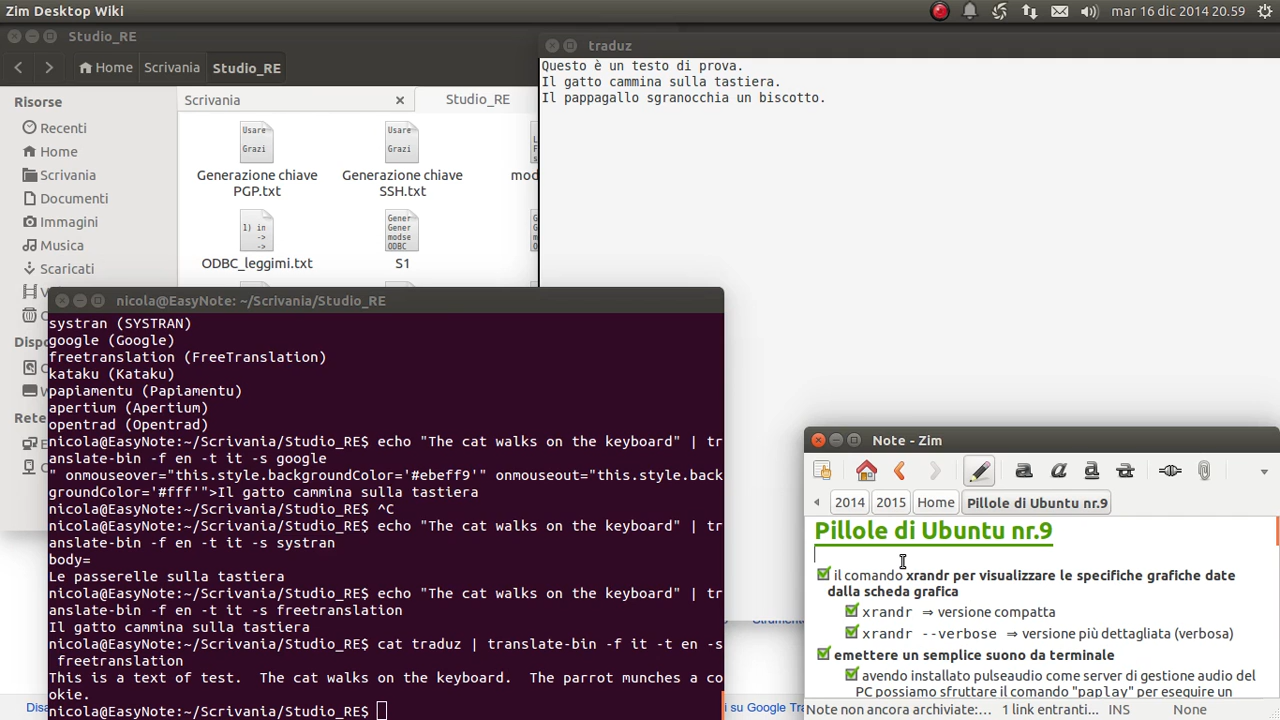 Zim Desktop Wiki
mar 16 dic 2014 20.59
Studio_RE
Home
Scrivania
Studio_RE
Risorse
Recenti
Home
Scrivania
Documenti
Immagini
Musica
Scaricati
Rete
Scrivania
Studio_RE
Usare
Grazi
Generazione chiave
PGP.txt
Usare
Grazi
Generazione chiave
SSH.txt
mod
1) in
->
->
ODBC_leggimi.txt
Gener
Gener
modse
ODBC
S1
traduz
Questo è un testo di prova.
Il gatto cammina sulla tastiera.
Il pappagallo sgranocchia un biscotto.
nicola@EasyNote: ~/Scrivania/Studio_RE
systran (SYSTRAN)
google (Google)
freetranslation (FreeTranslation)
kataku (Kataku)
papiamentu (Papiamentu)
apertium (Apertium)
opentrad (Opentrad)
nicola@EasyNote:~/Scrivania/Studio_RE$ echo "The cat walks on the keyboard" | tr
anslate-bin -f en -t it -s google
" onmouseover="this.style.backgroundColor='#ebeff9'" onmouseout="this.style.back
groundColor='#fff'">Il gatto cammina sulla tastiera
nicola@EasyNote:~/Scrivania/Studio_RE$ ^C
nicola@EasyNote:~/Scrivania/Studio_RE$ echo "The cat walks on the keyboard" | tr
anslate-bin -f en -t it -s systran
body=
Le passerelle sulla tastiera
nicola@EasyNote:~/Scrivania/Studio_RE$ echo "The cat walks on the keyboard" | tr
anslate-bin -f en -t it -s freetranslation
Il gatto cammina sulla tastiera
nicola@EasyNote:~/Scrivania/Studio_RE$ cat traduz | translate-bin -f it -t en -s
freetranslation
This is a text of test.  The cat walks on the keyboard.  The parrot munches a co
okie.
nicola@EasyNote:~/Scrivania/Studio_RE$
Note - Zim
2014
2015
Home
Pillole di Ubuntu nr.9
Pillole di Ubuntu nr.9
il comando xrandr per visualizzare le specifiche grafiche date
dalla scheda grafica
xrandr ⇒ versione compatta
xrandr --verbose ⇒ versione più dettagliata (verbosa)
emettere un semplice suono da terminale
avendo installato pulseaudio come server di gestione audio del
PC possiamo sfruttare il comando "paplay" per eseguire un
Note non ancora archiviate:...
1 link entranti...
INS
None